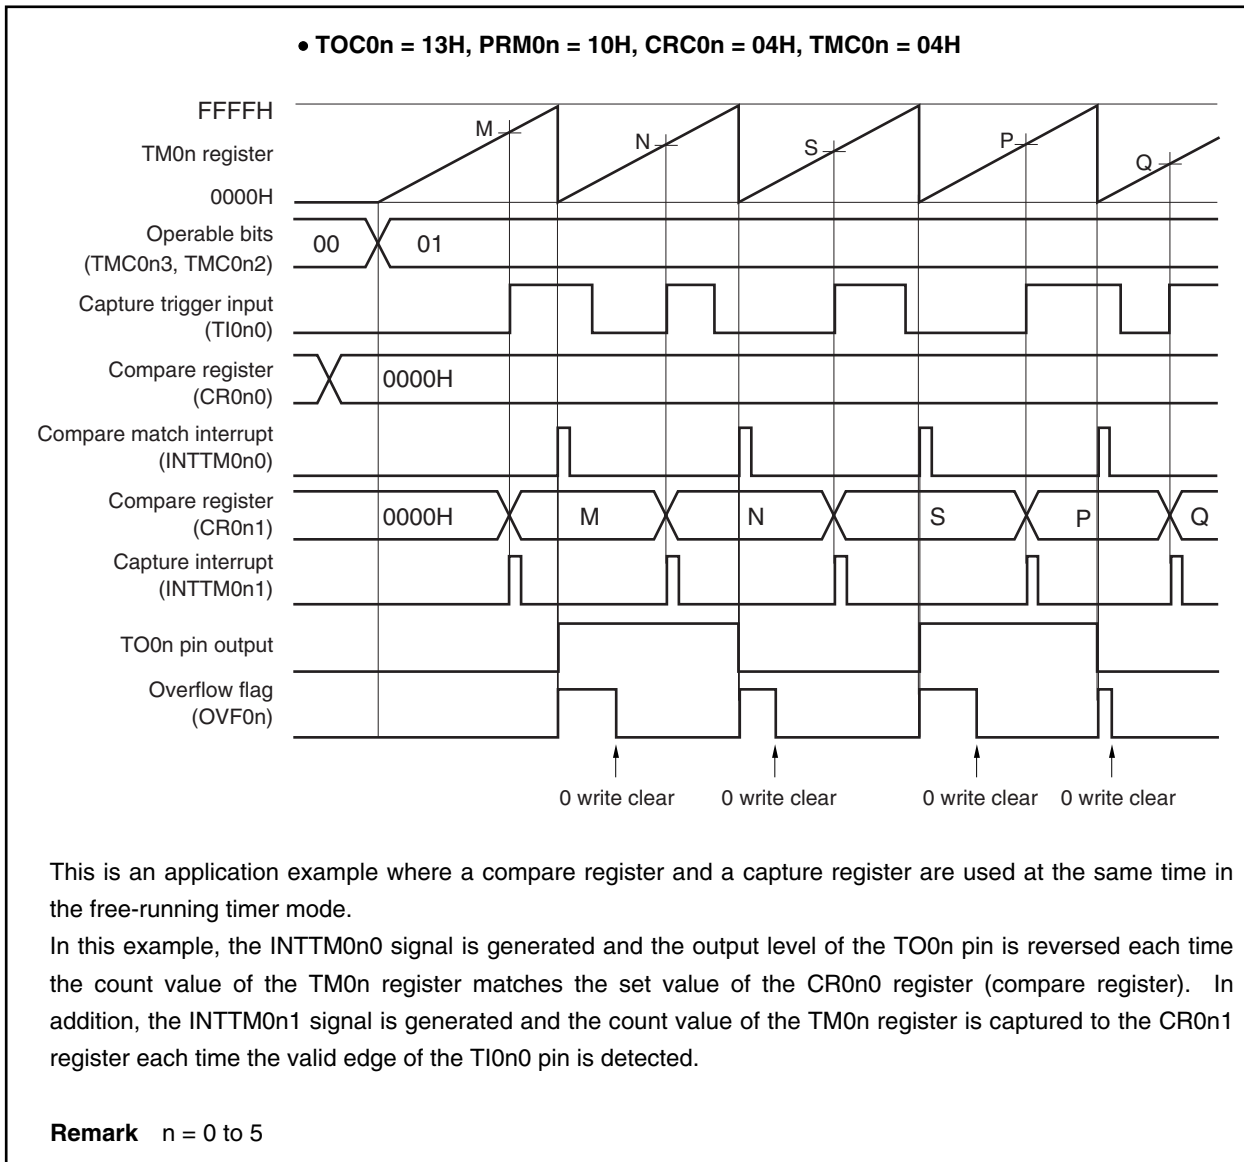 • TOC0n = 13H, PRM0n = 10H, CRC0n = 04H, TMC0n = 04H
FFFFH
TM0n register
0000H
M N S P Q
Operable bits
(TMC0n3, TMC0n2)
00 01
Capture trigger input
(TI0n0)
Compare register
(CR0n0)
0000H
Compare match interrupt
(INTTM0n0)
Compare register
(CR0n1)
0000H M N S P Q
Capture interrupt
(INTTM0n1)
TO0n pin output
Overflow flag
(OVF0n)
0 write clear 0 write clear 0 write clear 0 write clear
This is an application example where a compare register and a capture register are used at the same time in
the free-running timer mode.
In this example, the INTTM0n0 signal is generated and the output level of the TO0n pin is reversed each time
the count value of the TM0n register matches the set value of the CR0n0 register (compare register). In
addition, the INTTM0n1 signal is generated and the count value of the TM0n register is captured to the CR0n1
register each time the valid edge of the TI0n0 pin is detected.
Remark n = 0 to 5